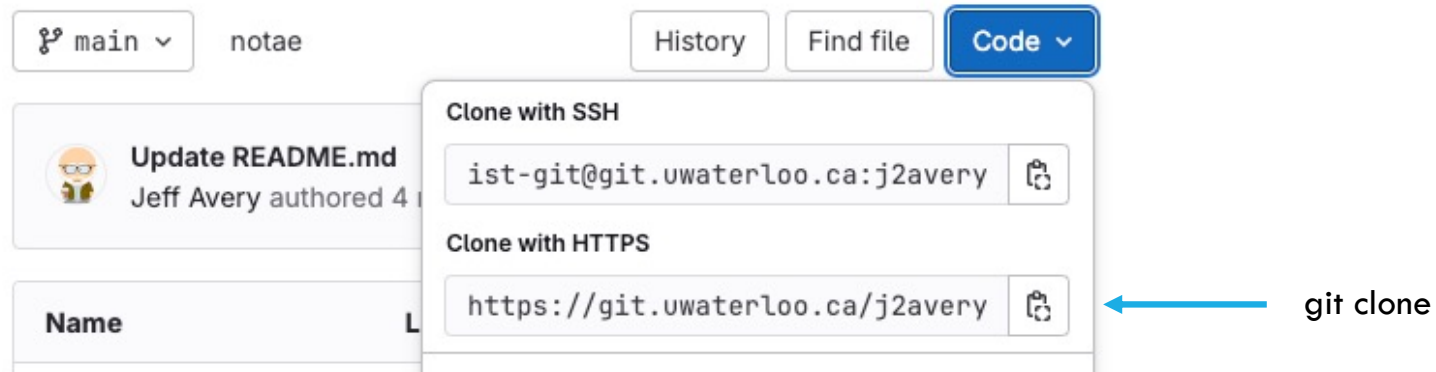 main notae History Find file Code
Clone with SSH
Update README.md
ist-git@git.uwaterloo.ca:j2avery
Jeff Avery authored 4
Clone with HTTPS
https://git.uwaterloo.ca/j2avery git clone
Name